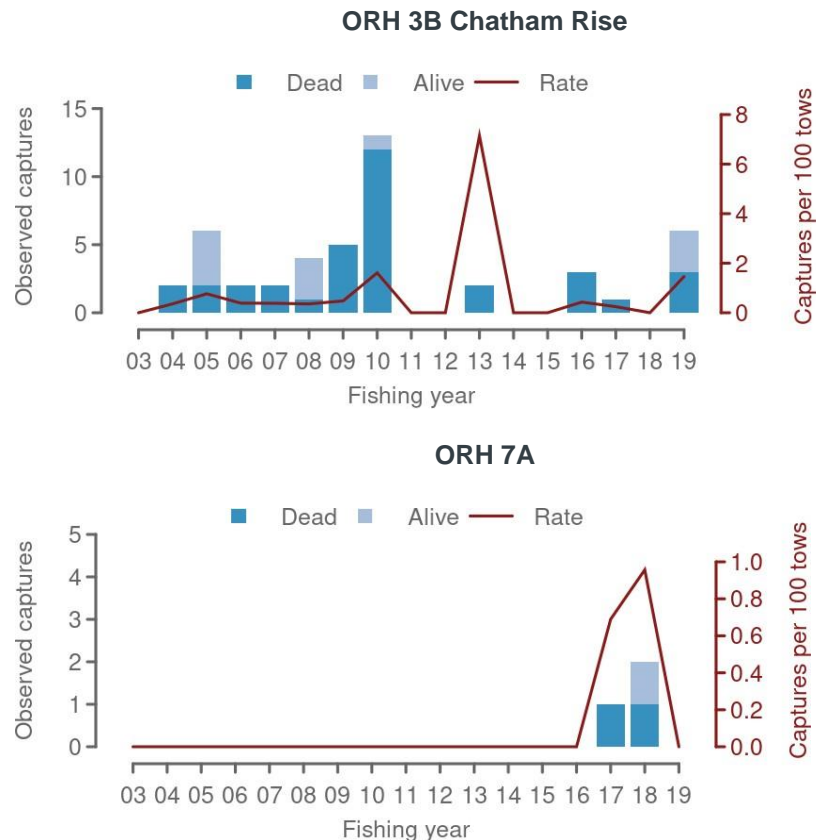 ORH 3B Chatham Rise
Dead Alive Rate
Observed captures
15
10
5
0
8
6
4
2
0
Captures per 100 tows
03 04 05 06 07 08 09 10 11 12 13 14 15 16 17 18 19
Fishing year
ORH 7A
Dead Alive Rate
Observed captures
5
4
3
2
1
0
1.0
0.8
0.6
0.4
0.2
0.0
Captures per 100 tows
03 04 05 06 07 08 09 10 11 12 13 14 15 16 17 18 19
Fishing year